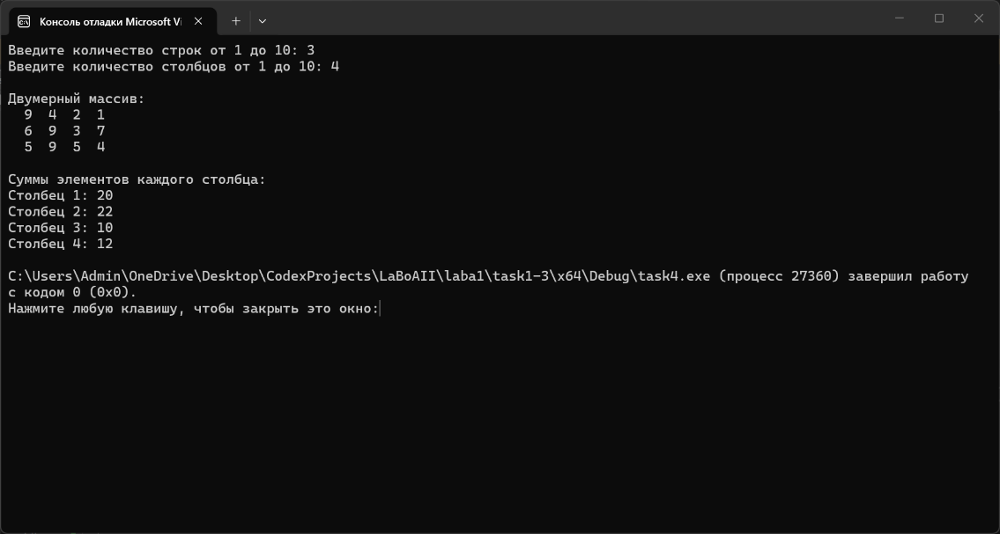 Консоль отладки Microsoft Vi
Введите количество строк от 1 до 10: 3
Введите количество столбцов от 1 до 10: 4
Двумерный массив:
9 4 2 1
6 9 3 7
5 9 5 4
Суммы элементов каждого столбца:
Столбец 1: 20
Столбец 2: 22
Столбец 3: 10
Столбец 4: 12
C:\Users\Admin\OneDrive\Desktop\CodexProjects\LaBoAII\laba1\task1-3\x64\Debug\task4.exe (процесс 27360) завершил работу
с кодом 0 (0x0).
Нажмите любую клавишу, чтобы закрыть это окно: